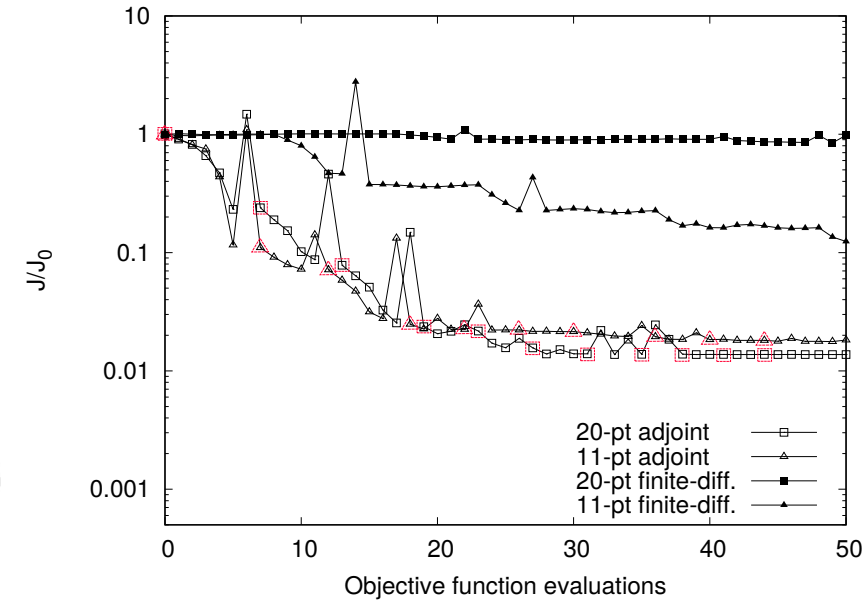 10
1
0.1
0.01
0.001
J/J0
20-pt adjoint
11-pt adjoint
20-pt finite-diff.
11-pt finite-diff.
0 10 20 30 40 50
Objective function evaluations